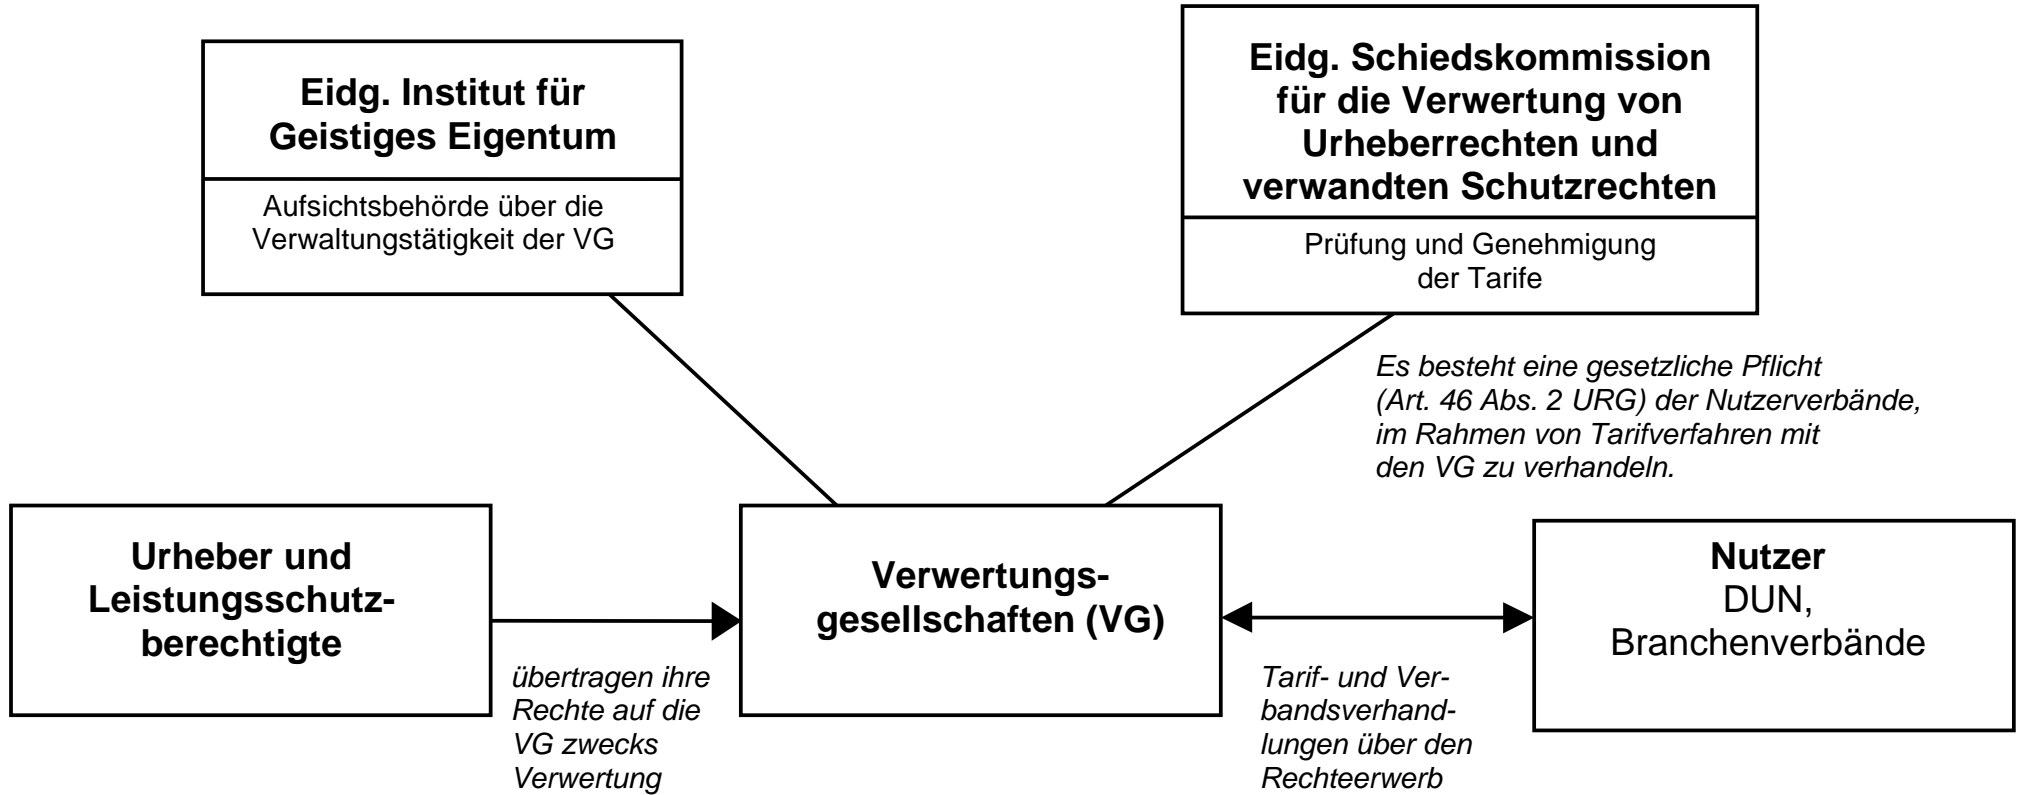 Eidg. Institut für
Geistiges Eigentum
Aufsichtsbehörde über die
Verwaltungstätigkeit der VG
Eidg. Schiedskommission
für die Verwertung von
Urheberrechten und
verwandten Schutzrechten
Prüfung und Genehmigung
der Tarife
Es besteht eine gesetzliche Pflicht
(Art. 46 Abs. 2 URG) der Nutzerverbände,
im Rahmen von Tarifverfahren mit
den VG zu verhandeln.
Urheber und
Leistungsschutz-
berechtigte
übertragen ihre
Rechte auf die
VG zwecks
Verwertung
Verwertungs-
gesellschaften (VG)
Tarif- und Ver-
bandsverhand-
lungen über den
Rechteerwerb
Nutzer
DUN,
Branchenverbände